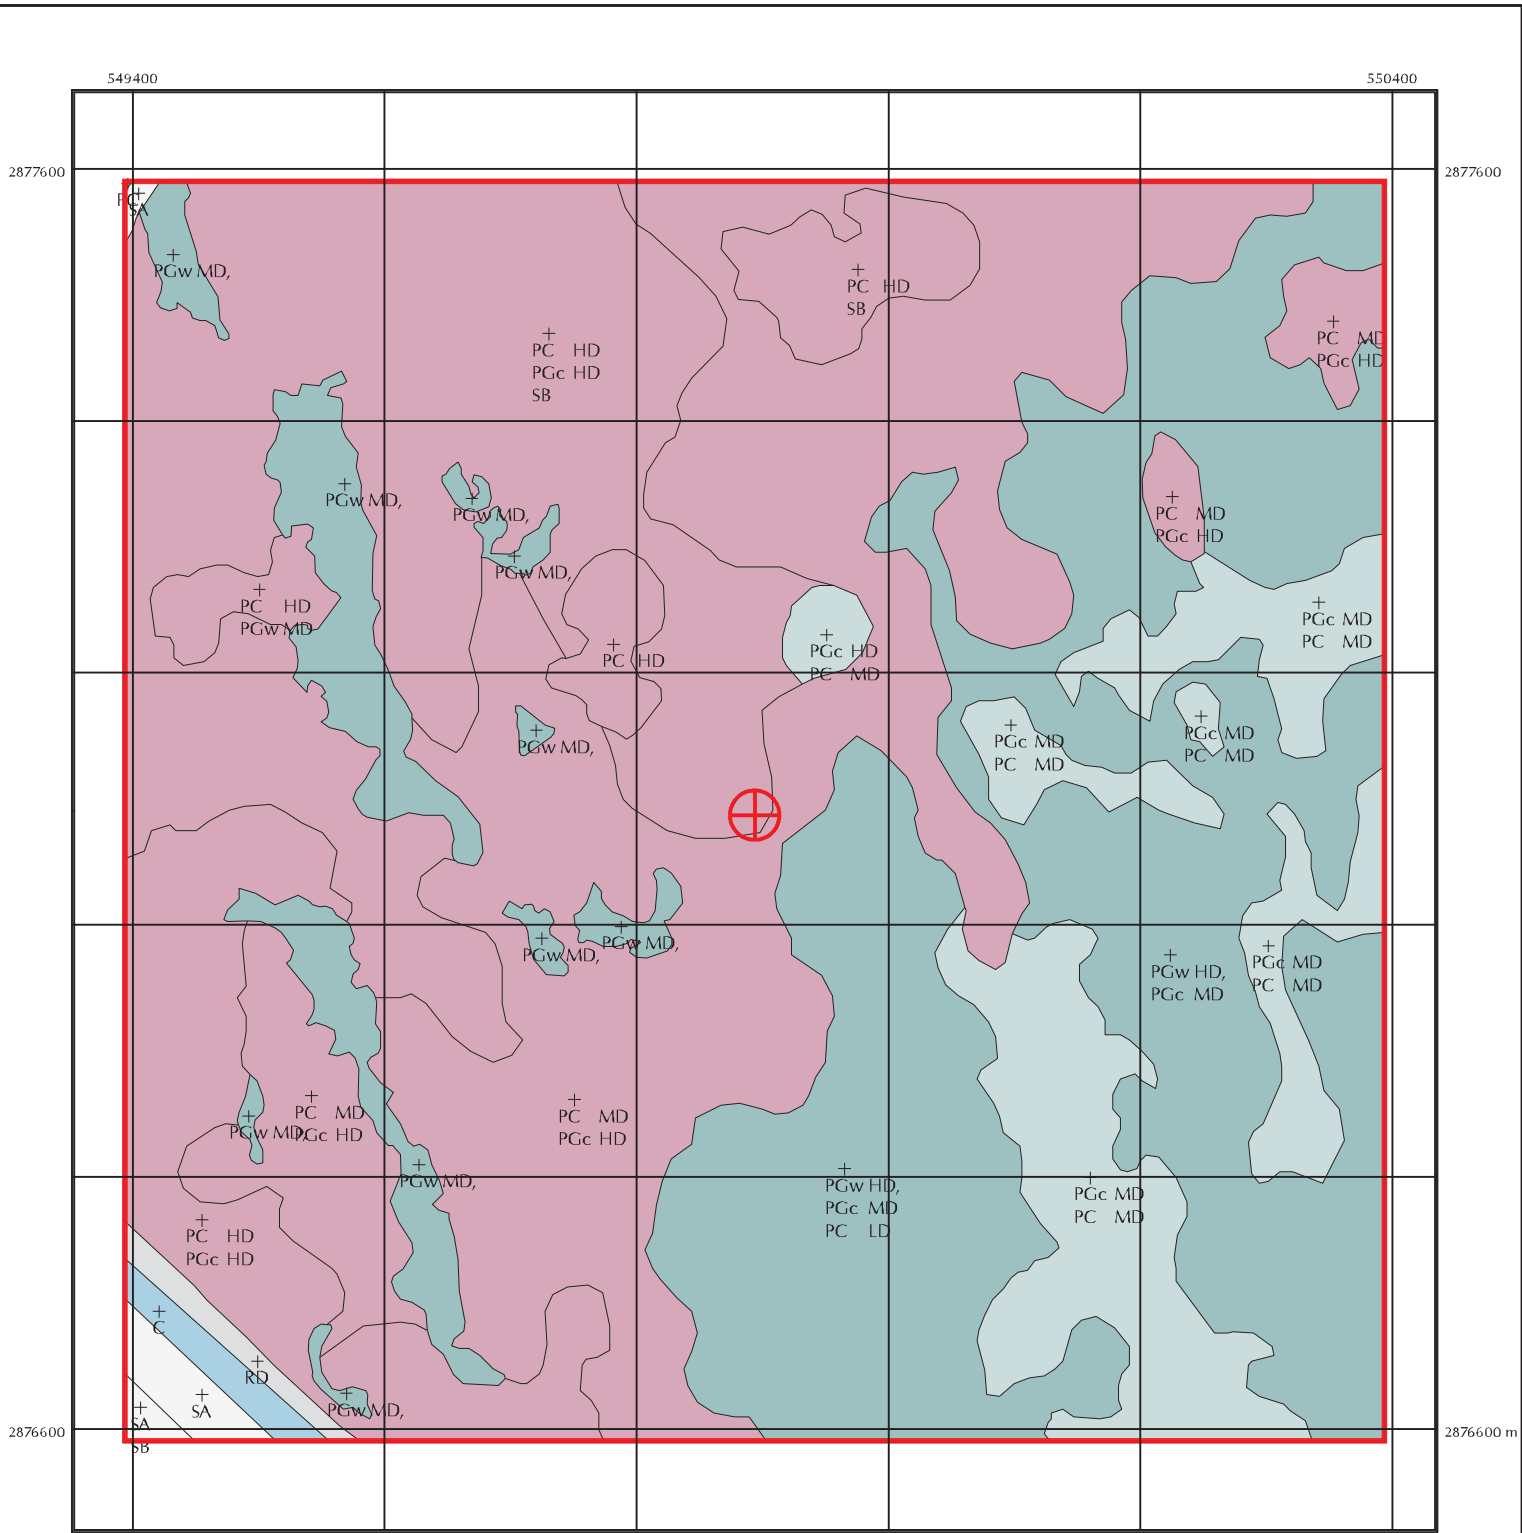 549400
550400
2877600
2877600
PC
SA
PGw MD,
PC HD
SB
PC MD
PGc HD
PC HD
PGc HD
SB
PGw MD,
PGw MD,
PC MD
PGc HD
PGw MD,
PC HD
PGw MD
PGc MD
PC MD
PC HD
PGc HD
PC MD
PGw MD,
PGc MD
PC MD
PGc MD
PC MD
PGw MD,
PGw MD,
PGw HD,
PGc MD
PGc MD
PC MD
PGw MD,
PC MD
PGc HD
PC MD
PGc HD
PGw MD,
PGw HD,
PGc MD
PC LD
PGc MD
PC MD
PC HD
PGc HD
C
RD
SA
PGw MD,
SA
SB
2876600
2876600 m